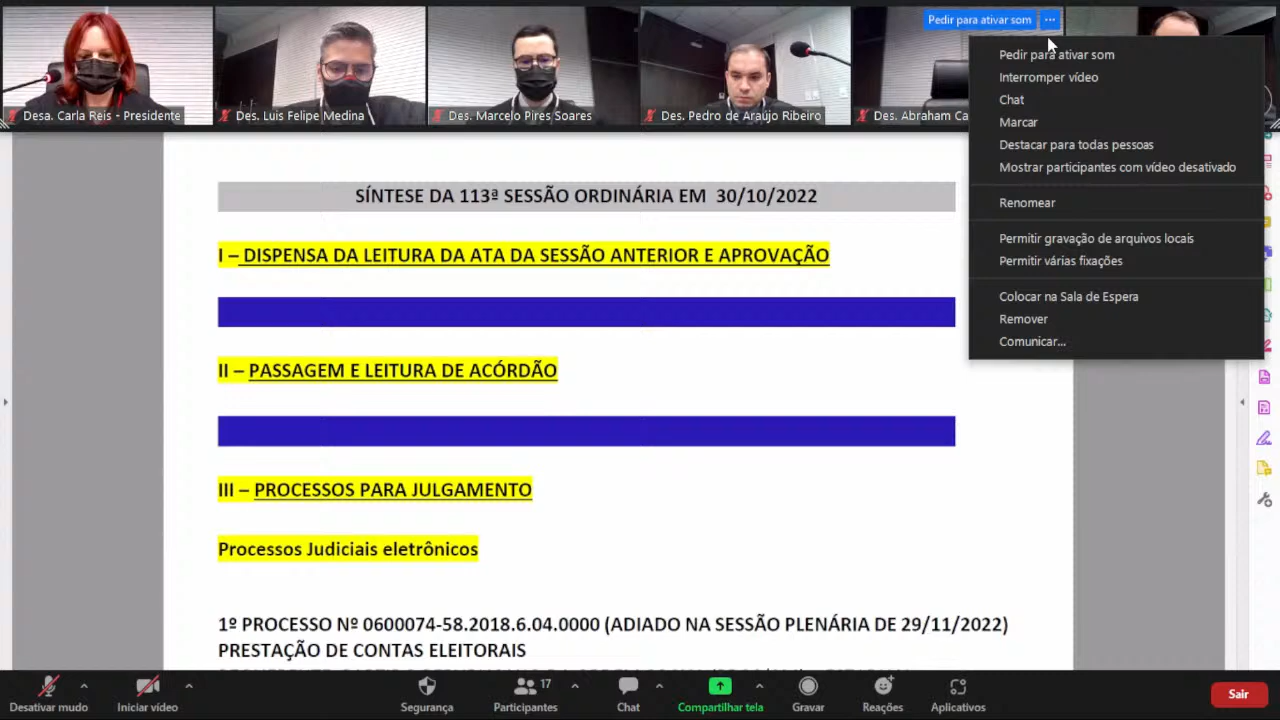 Pedir para ativar som
Desa. Carla Reis - Presidente
Des. Luis Felipe Medina
Des. Marcelo Pires Soares
Des. Pedro de Araújo Ribeiro
Des. Abraham
Pedir para ativar som
Interromper vídeo
Chat
Marcar
Destacar para todas pessoas
Mostrar participantes com vídeo desativado
Renomear
Permitir gravação de arquivos locais
Permitir várias fixações
Colocar na Sala de Espera
Remover
Comunicar...
SÍNTESE DA 113ª SESSÃO ORDINÁRIA EM 30/10/2022
I – DISPENSA DA LEITURA DA ATA DA SESSÃO ANTERIOR E APROVAÇÃO
II – PASSAGEM E LEITURA DE ACÓRDÃO
III – PROCESSOS PARA JULGAMENTO
Processos Judiciais eletrônicos
1º PROCESSO Nº 0600074-58.2018.6.04.0000 (ADIADO NA SESSÃO PLENÁRIA DE 29/11/2022)
PRESTAÇÃO DE CONTAS ELEITORAIS
Desativar mudo
Iniciar vídeo
Segurança
Participantes 17
Chat
Compartilhar tela
Gravar
Reações
Aplicativos
Sair